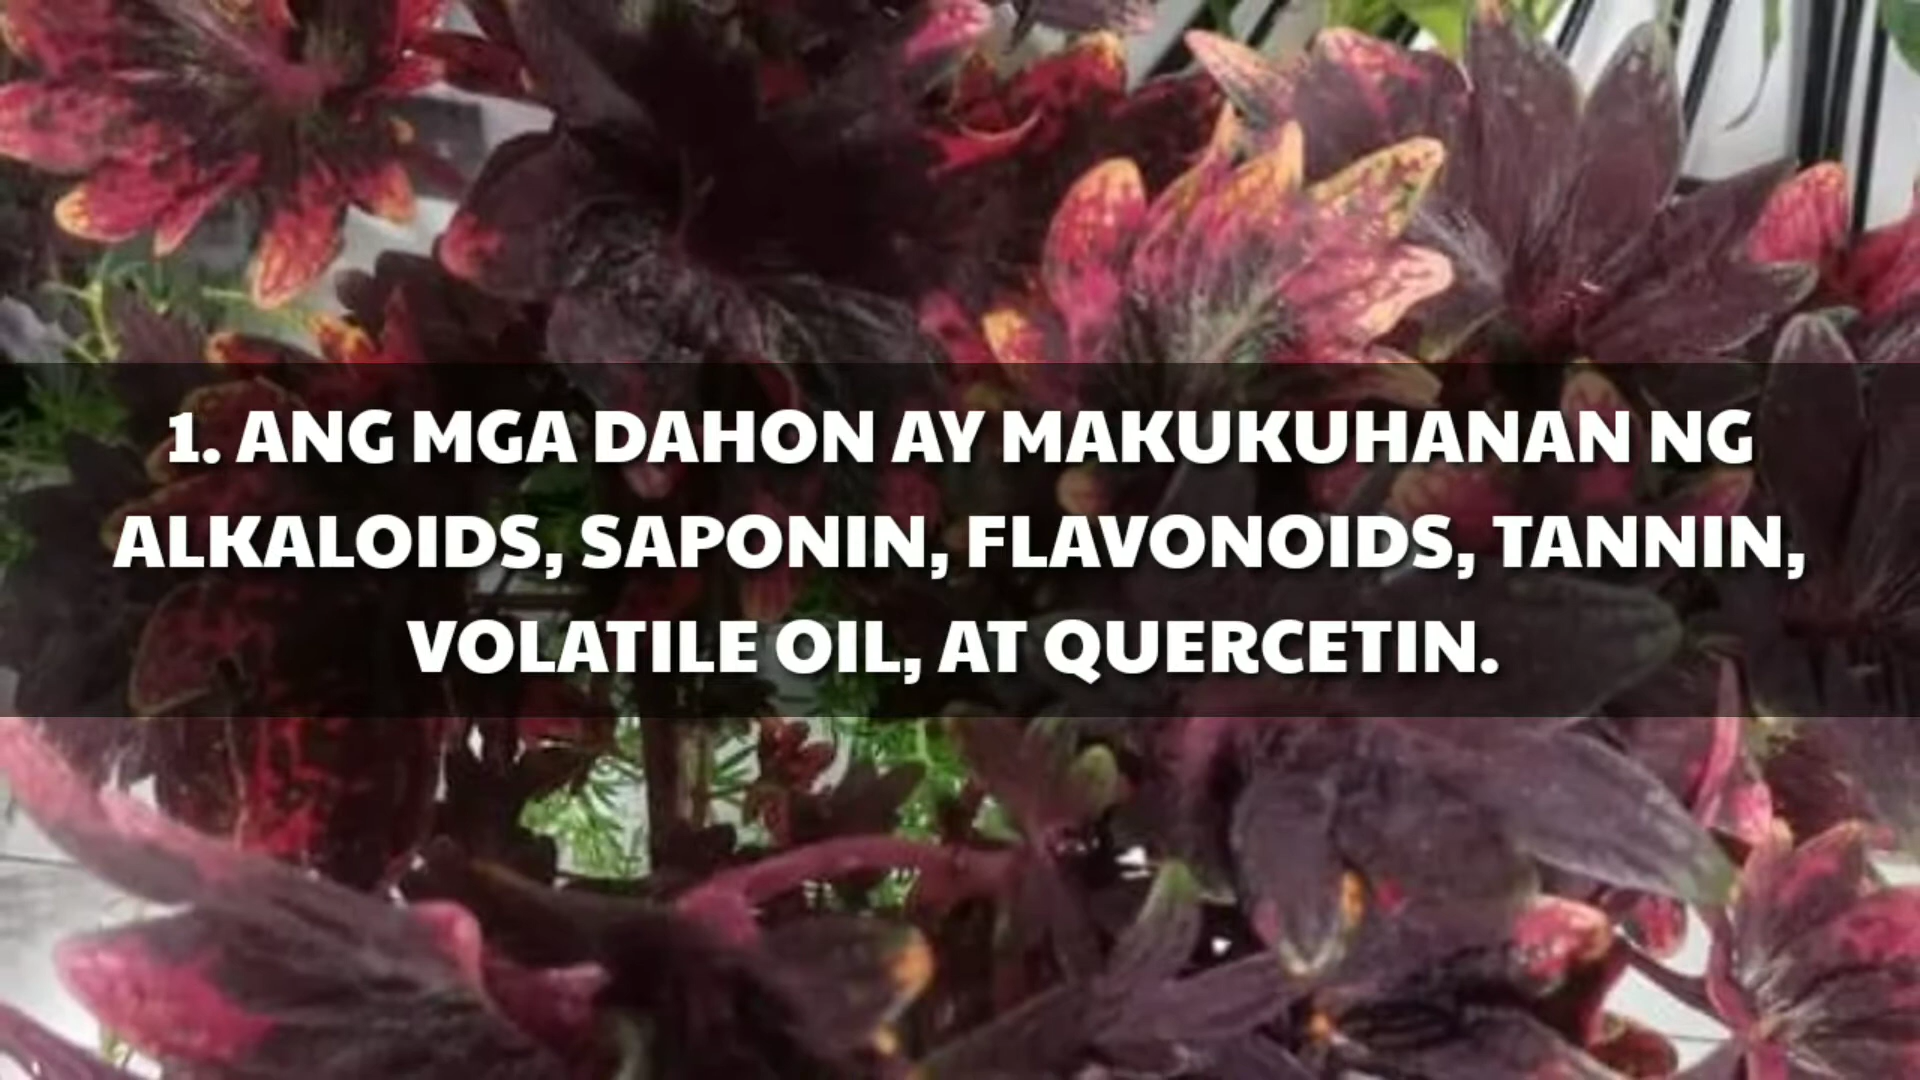 1. ANG MGA DAHON AY MAKUKUHANAN NG
ALKALOIDS, SAPONIN, FLAVONOIDS, TANNIN,
VOLATILE OIL, AT QUERCETIN.